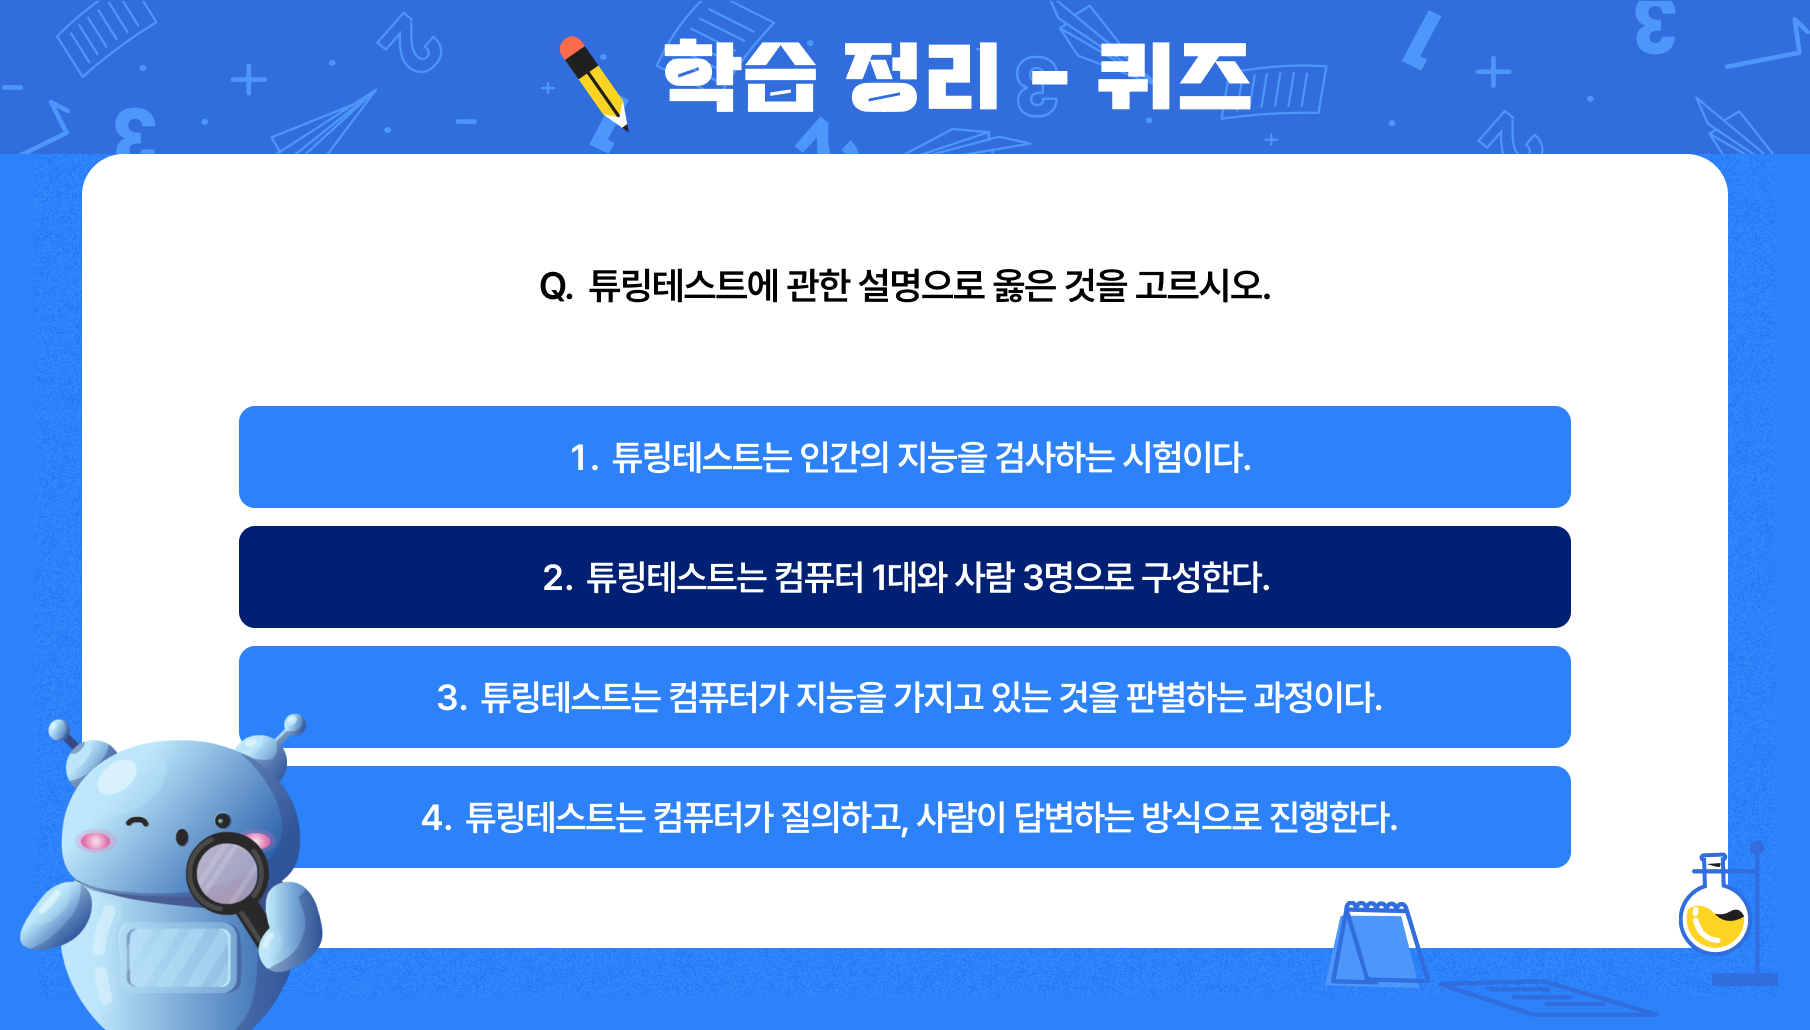 학습 정리 - 퀴즈
Q. 튜링테스트에 관한 설명으로 옳은 것을 고르시오.
1. 튜링테스트는 인간의 지능을 검사하는 시험이다.
2. 튜링테스트는 컴퓨터 1대와 사람 3명으로 구성한다.
3. 튜링테스트는 컴퓨터가 지능을 가지고 있는 것을 판별하는 과정이다.
4. 튜링테스트는 컴퓨터가 질의하고, 사람이 답변하는 방식으로 진행한다.